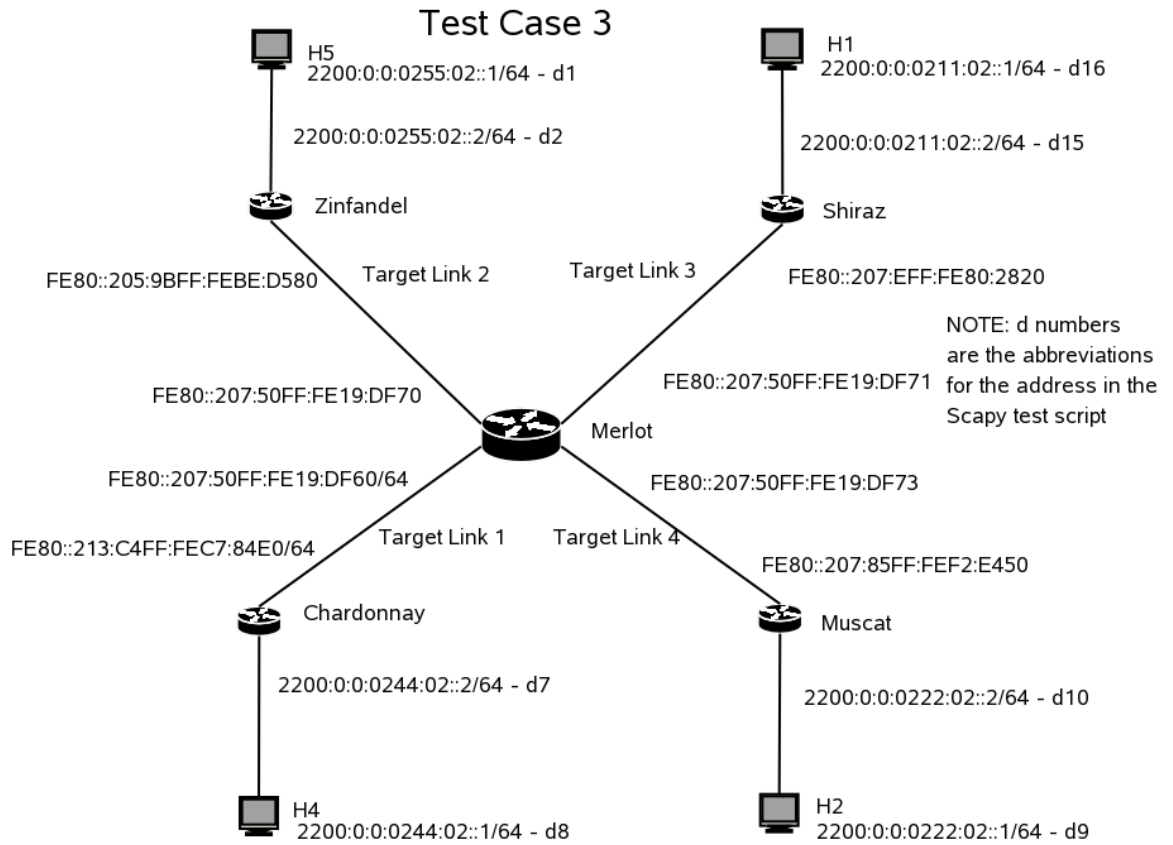 Test Case 3
H5
2200:0:0:0255:02::1/64 - d1
H1
2200:0:0:0211:02::1/64 - d16
2200:0:0:0255:02::2/64 - d2
2200:0:0:0211:02::2/64 - d15
Zinfandel
Shiraz
FE80::205:9BFF:FEBE:D580
Target Link 2
Target Link 3
FE80::207:EFF:FE80:2820
NOTE: d numbers
are the abbreviations
for the address in the
Scapy test script
FE80::207:50FF:FE19:DF70
FE80::207:50FF:FE19:DF71
Merlot
FE80::207:50FF:FE19:DF60/64
FE80::207:50FF:FE19:DF73
FE80::213:C4FF:FEC7:84E0/64
Target Link 1
Target Link 4
FE80::207:85FF:FEF2:E450
Chardonnay
Muscat
2200:0:0:0244:02::2/64 - d7
2200:0:0:0222:02::2/64 - d10
H4
2200:0:0:0244:02::1/64 - d8
H2
2200:0:0:0222:02::1/64 - d9